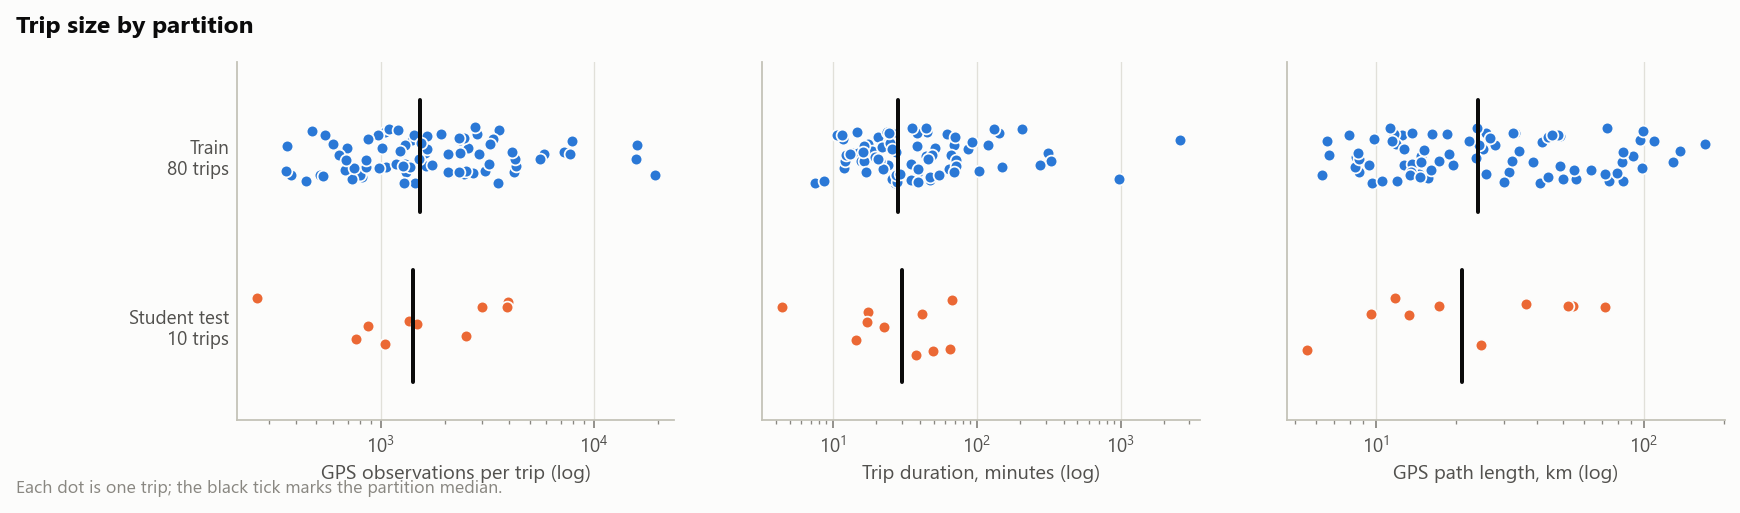 Trip size by partition
Train
80 trips
Student test
10 trips
10³
10⁴
10¹
10²
10³
10¹
10²
GPS observations per trip (log)
Trip duration, minutes (log)
GPS path length, km (log)
Each dot is one trip; the black tick marks the partition median.